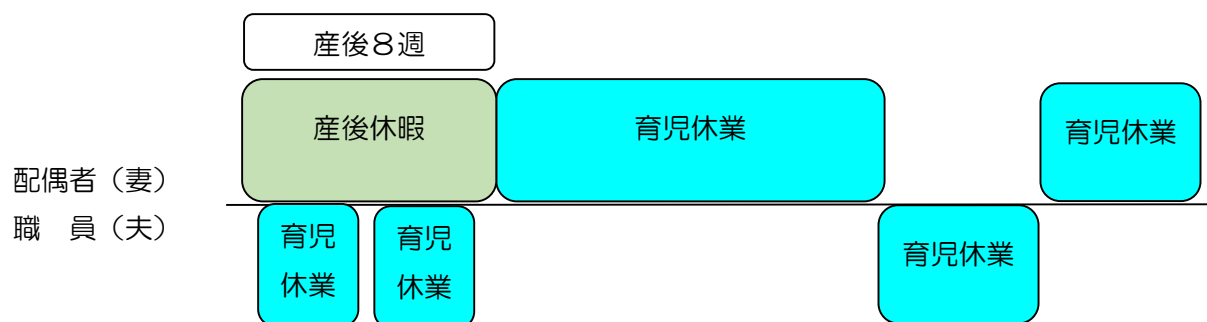 産後８週
産後休暇
育児休業
育児休業
配偶者（妻）
職　員（夫）
育児
休業
育児
休業
育児休業